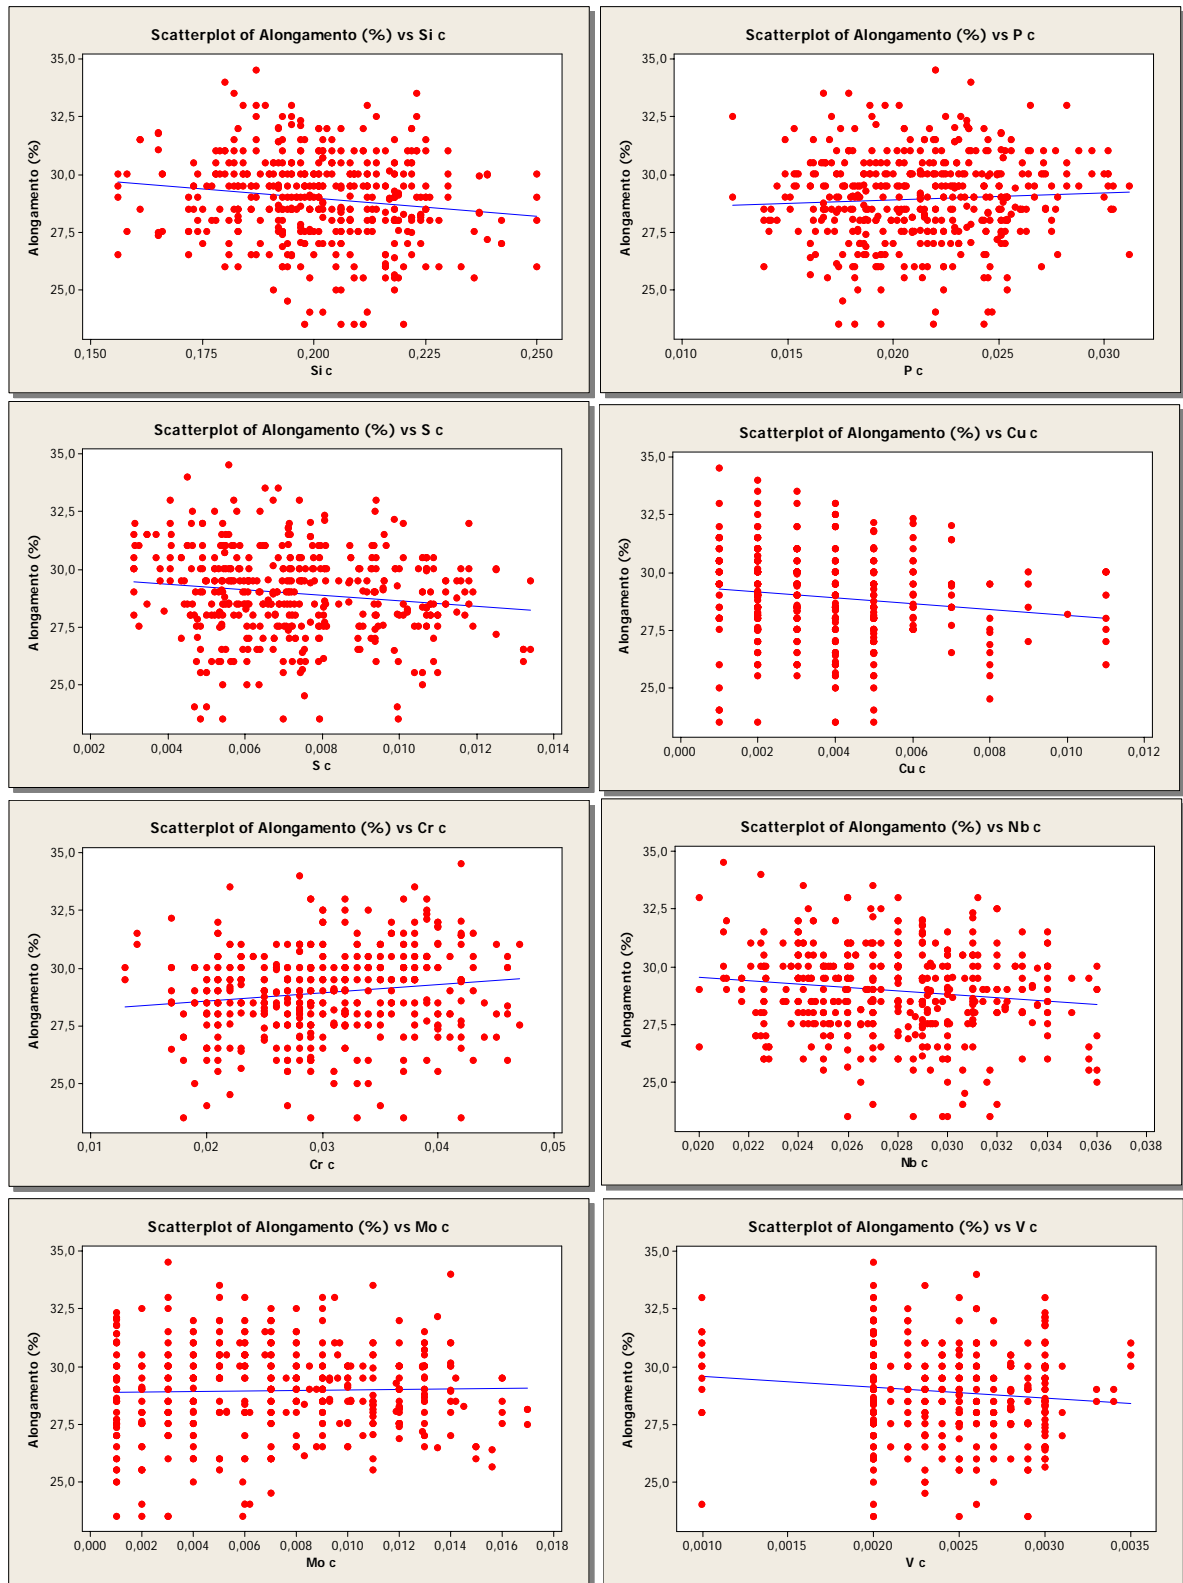 Scatterplot of Alongamento (%) vs Si c
35,0
32,5
30,0
27,5
25,0
Alongamento (%)
0,150 0,175 0,200 0,225 0,250
Si c
Scatterplot of Alongamento (%) vs P c
35,0
32,5
30,0
27,5
25,0
Alongamento (%)
0,010 0,015 0,020 0,025 0,030
P c
Scatterplot of Alongamento (%) vs S c
35,0
32,5
30,0
27,5
25,0
Alongamento (%)
0,002 0,004 0,006 0,008 0,010 0,012 0,014
S c
Scatterplot of Alongamento (%) vs Cu c
35,0
32,5
30,0
27,5
25,0
Alongamento (%)
0,000 0,002 0,004 0,006 0,008 0,010 0,012
Cu c
Scatterplot of Alongamento (%) vs Cr c
35,0
32,5
30,0
27,5
25,0
Alongamento (%)
0,01 0,02 0,03 0,04 0,05
Cr c
Scatterplot of Alongamento (%) vs Nb c
35,0
32,5
30,0
27,5
25,0
Alongamento (%)
0,020 0,022 0,024 0,026 0,028 0,030 0,032 0,034 0,036 0,038
Nb c
Scatterplot of Alongamento (%) vs Mo c
35,0
32,5
30,0
27,5
25,0
Alongamento (%)
0,000 0,002 0,004 0,006 0,008 0,010 0,012 0,014 0,016 0,018
Mo c
Scatterplot of Alongamento (%) vs V c
35,0
32,5
30,0
27,5
25,0
Alongamento (%)
0,0010 0,0015 0,0020 0,0025 0,0030 0,0035
V c